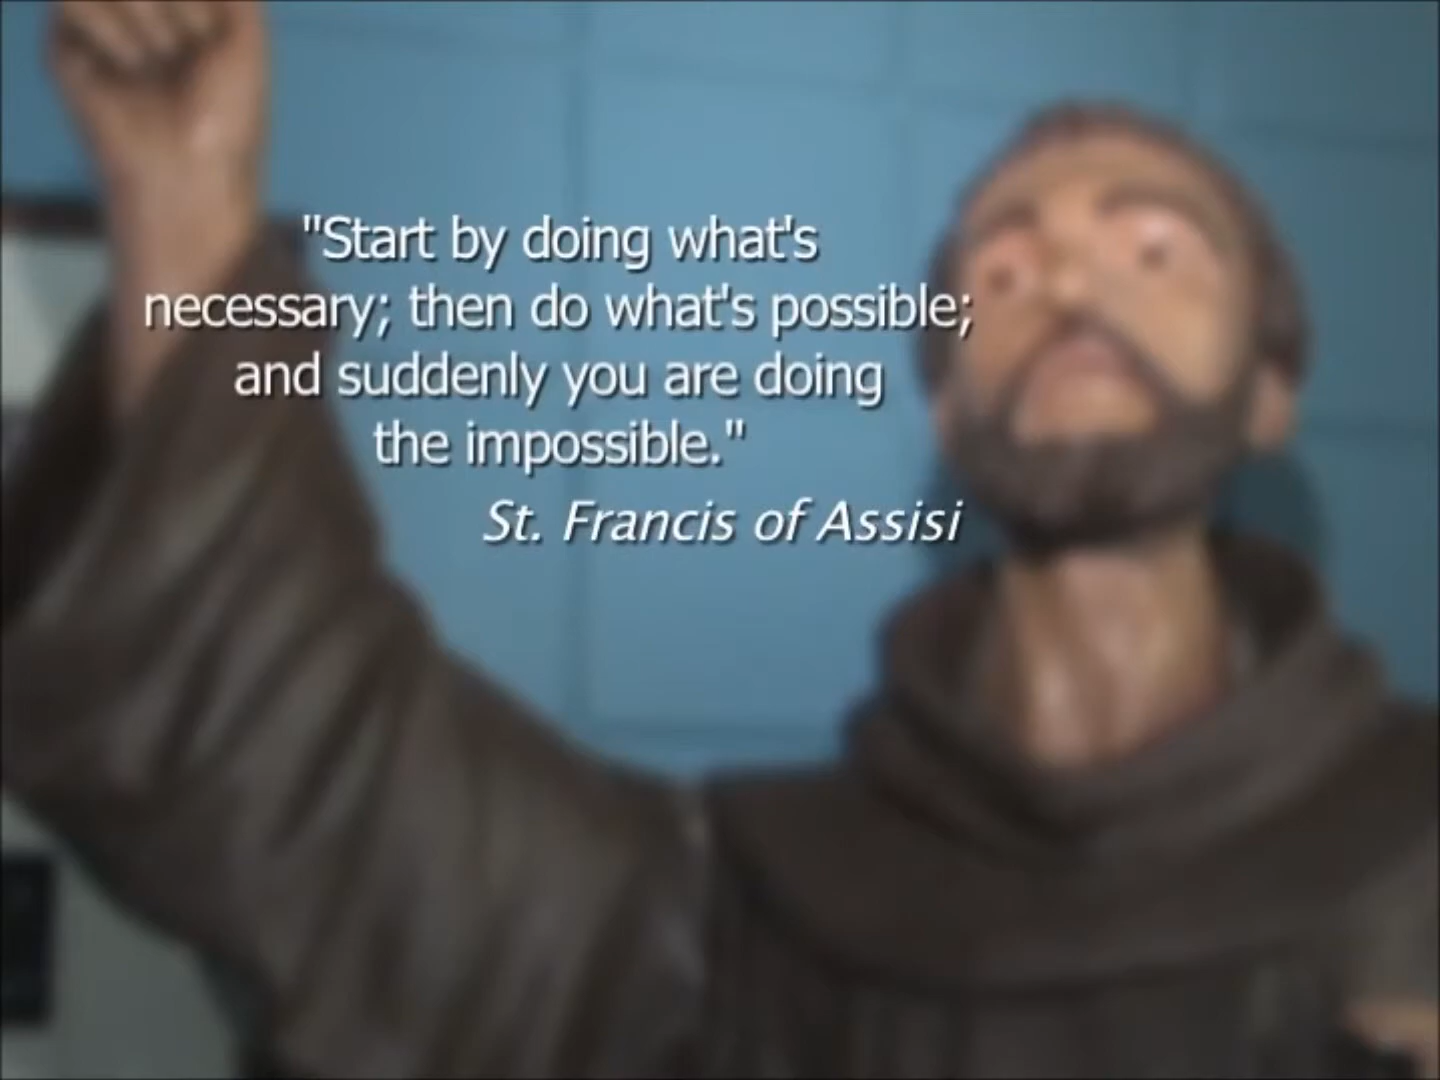 "Start by doing what's
necessary; then do what's possible;
and suddenly you are doing
the impossible."
St. Francis of Assisi